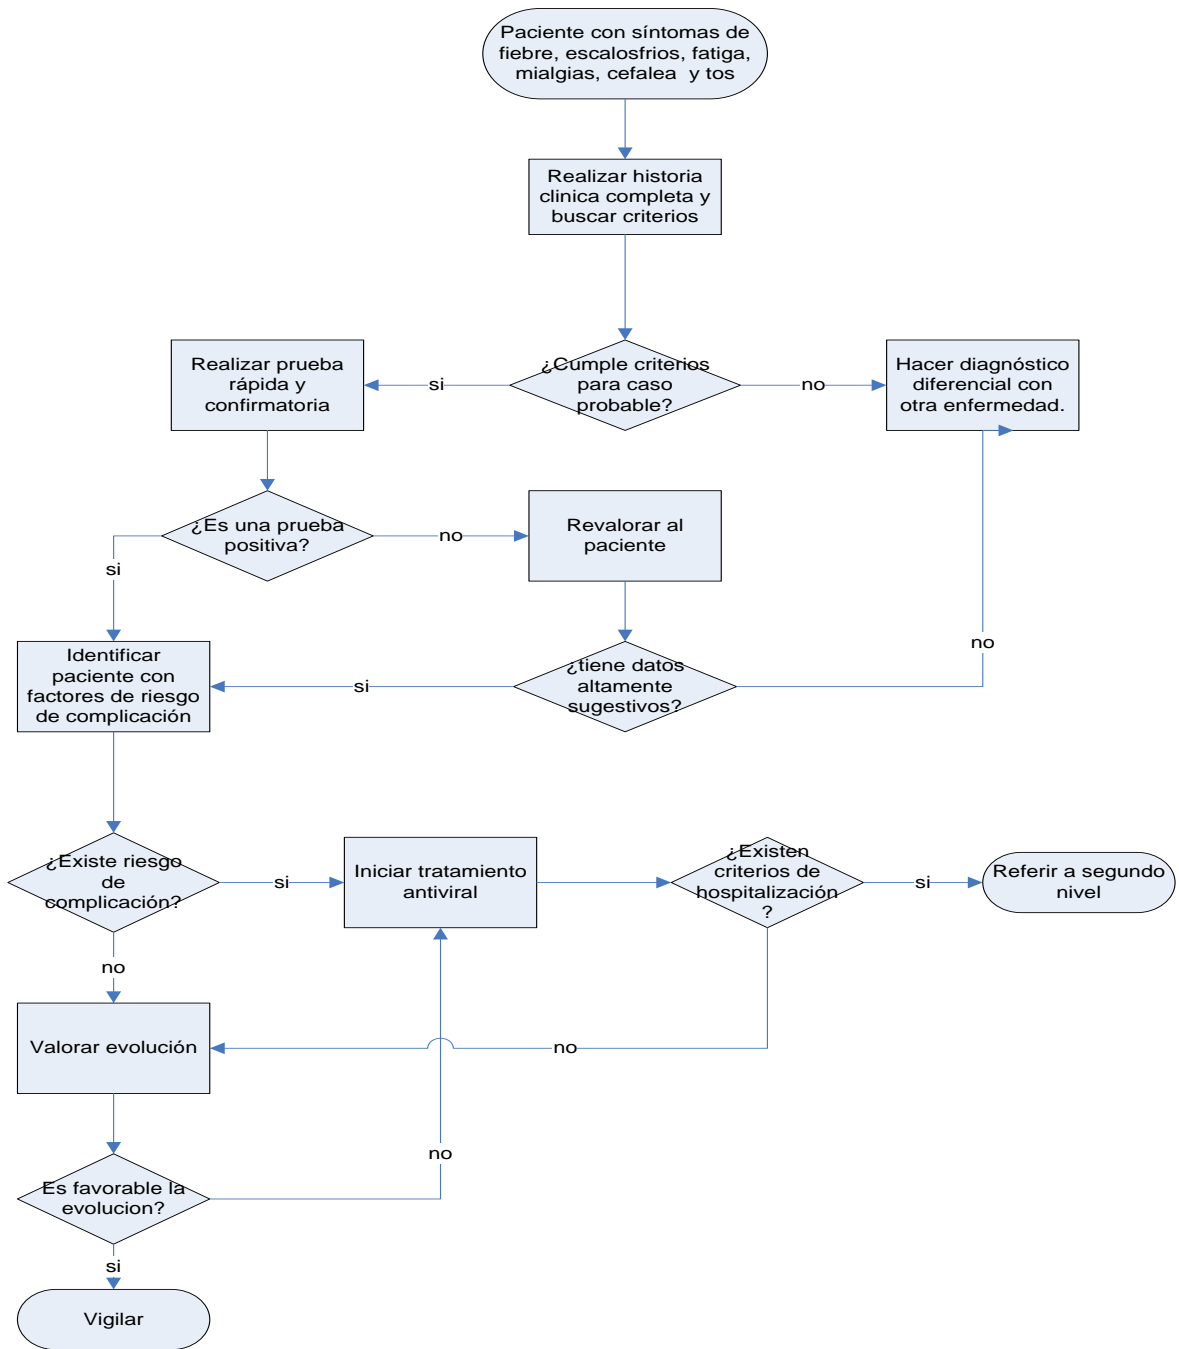 Paciente con síntomas de
fiebre, escalosfrios, fatiga,
mialgias, cefalea y tos
Realizar historia
clinica completa y
buscar criterios
Realizar prueba
rápida y
confirmatoria
si
¿Cumple criterios
para caso
probable?
no
Hacer diagnóstico
diferencial con
otra enfermedad.
¿Es una prueba
positiva?
no
Revalorar al
paciente
si
no
Identificar
paciente con
factores de riesgo
de complicación
si
¿tiene datos
altamente
sugestivos?
¿Existe riesgo
de
complicación?
si
Iniciar tratamiento
antiviral
¿Existen
criterios de
hospitalización
?
si
Referir a segundo
nivel
no
Valorar evolución
no
no
Es favorable la
evolucion?
si
Vigilar